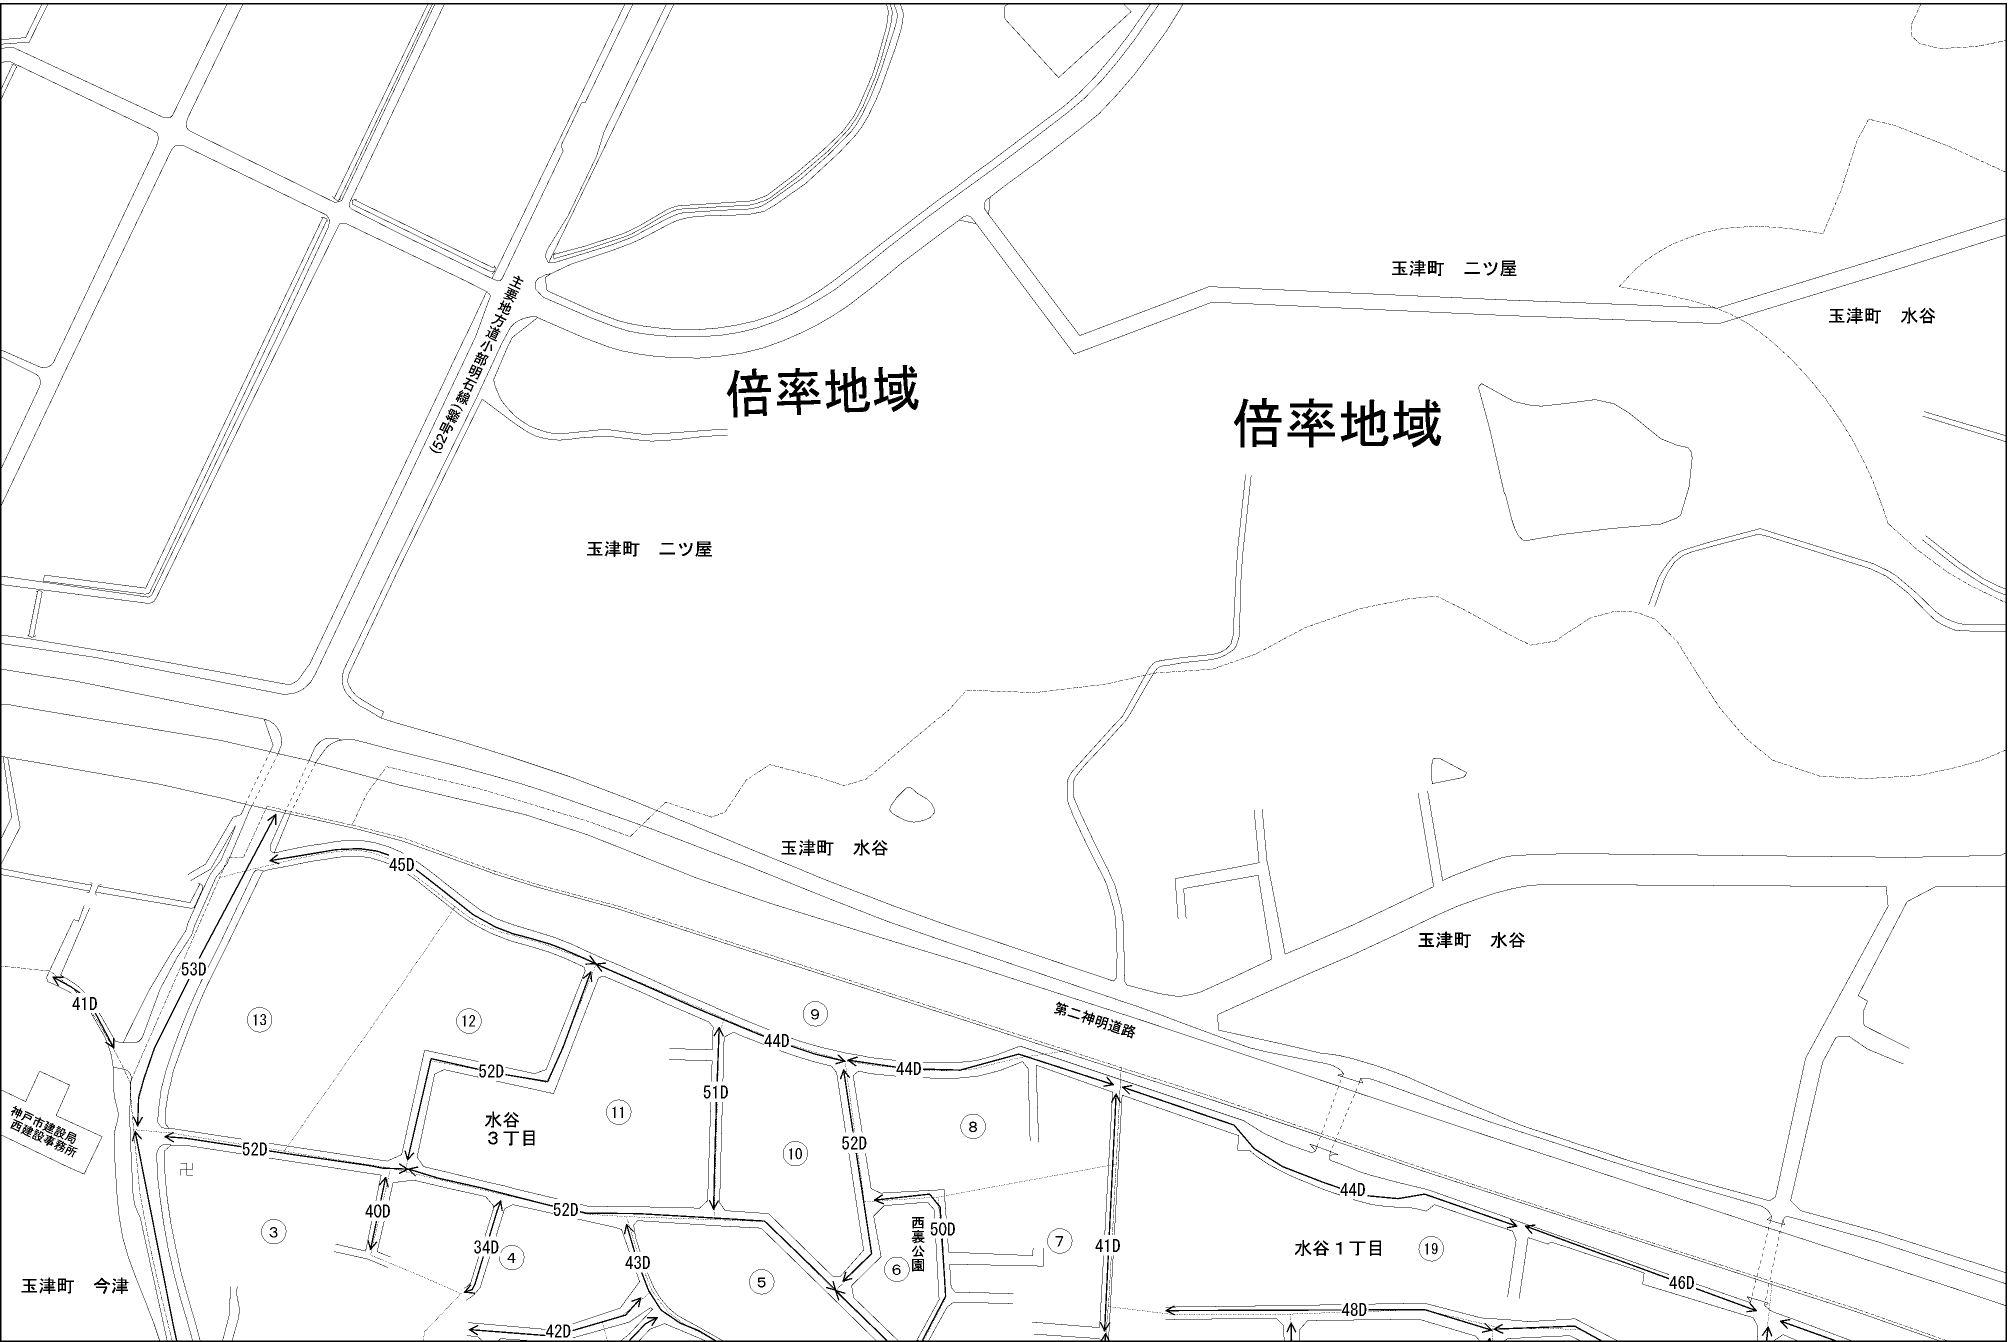 玉津町　二ツ屋
玉津町　水谷
主要地方道小部明石線
(52号線)
倍率地域
倍率地域
玉津町　二ツ屋
玉津町　水谷
玉津町　水谷
45D
53D
41D
13
12
9
第二神明道路
44D
44D
52D
51D
11
水谷
3丁目
神戸市建設局
西建設事務所
52D
52D
10
8
卍
40D
52D
44D
3
34D
4
43D
西裏公園
50D
7
41D
水谷1丁目
19
6
5
46D
玉津町　今津
42D
48D